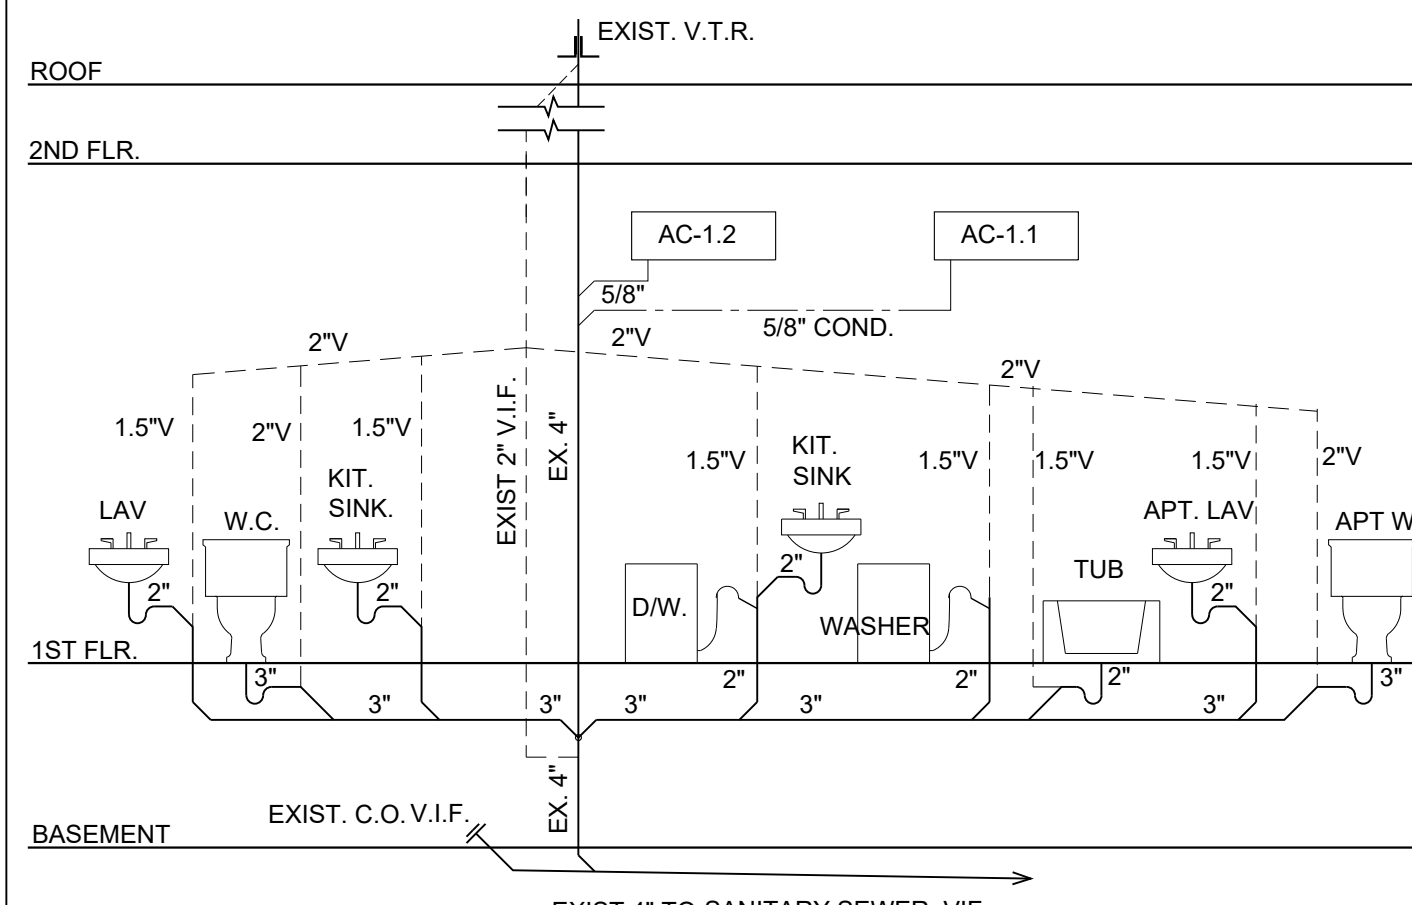 EXIST. V.T.R.
ROOF
2ND FLR.
AC-1.2
AC-1.1
5/8"
5/8" COND.
2"V
2"V
2"V
1.5"V
2"V
1.5"V
EXIST 2" V.I.F.
EX. 4"
1.5"V
1.5"V
1.5"V
1.5"V
2"V
LAV
W.C.
KIT.
SINK.
KIT.
SINK
APT. LAV
APT W
2"
2"
2"
2"
D/W.
WASHER
TUB
1ST FLR.
3"
2"
2"
2"
3"
3"
3"
3"
3"
3"
EX. 4"
EXIST. C.O. V.I.F.
BASEMENT